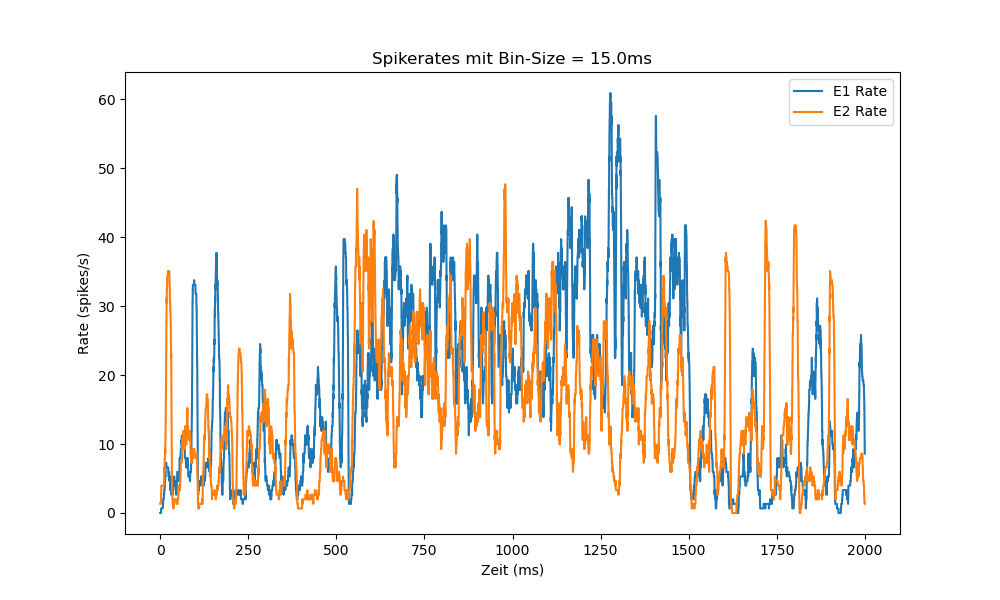 Spikerates mit Bin-Size = 15.0ms
E1 Rate
E2 Rate
60
50
40
30
20
10
0
Rate (spikes/s)
0 250 500 750 1000 1250 1500 1750 2000
Zeit (ms)